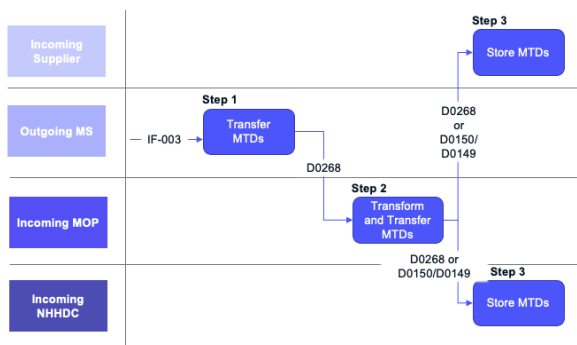 Incoming
Supplier
Step 3
Store MTDs
Outgoing MS
IF-003
Step 1
Transfer
MTDs
D0268
D0268
or
D0150/
D0149
Incoming MOP
Step 2
Transform
and Transfer
MTDs
D0268 or
D0150/D0149
Incoming
NHHDC
Step 3
Store MTDs